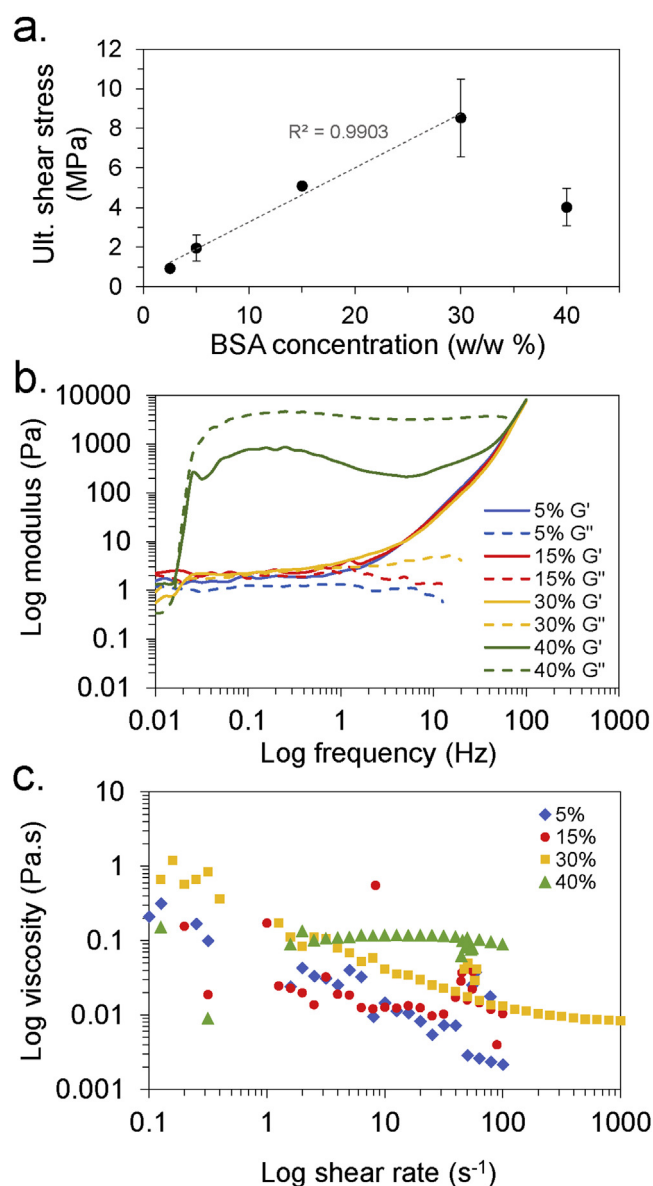 a.
Ult. shear stress
(MPa)
12
10
8
6
4
2
0
R² = 0.9903
0 10 20 30 40
BSA concentration (w/w %)
b.
Log modulus (Pa)
10000
1000
100
10
1
0.1
0.01
5% G'
5% G"
15% G'
15% G"
30% G'
30% G"
40% G'
40% G"
0.01 0.1 1 10 100 1000
Log frequency (Hz)
c.
Log viscosity (Pa.s)
10
1
0.1
0.01
0.001
5%
15%
30%
40%
0.1 1 10 100 1000
Log shear rate (s⁻¹)